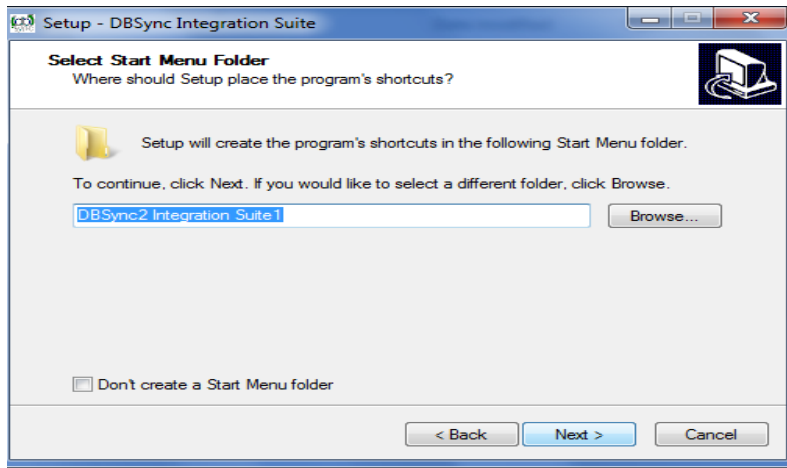 Setup - DBSync Integration Suite
Select Start Menu Folder
Where should Setup place the program's shortcuts?
Setup will create the program's shortcuts in the following Start Menu folder.
To continue, click Next. If you would like to select a different folder, click Browse.
DBSync2 Integration Suite1
Browse...
Don't create a Start Menu folder
< Back
Next >
Cancel